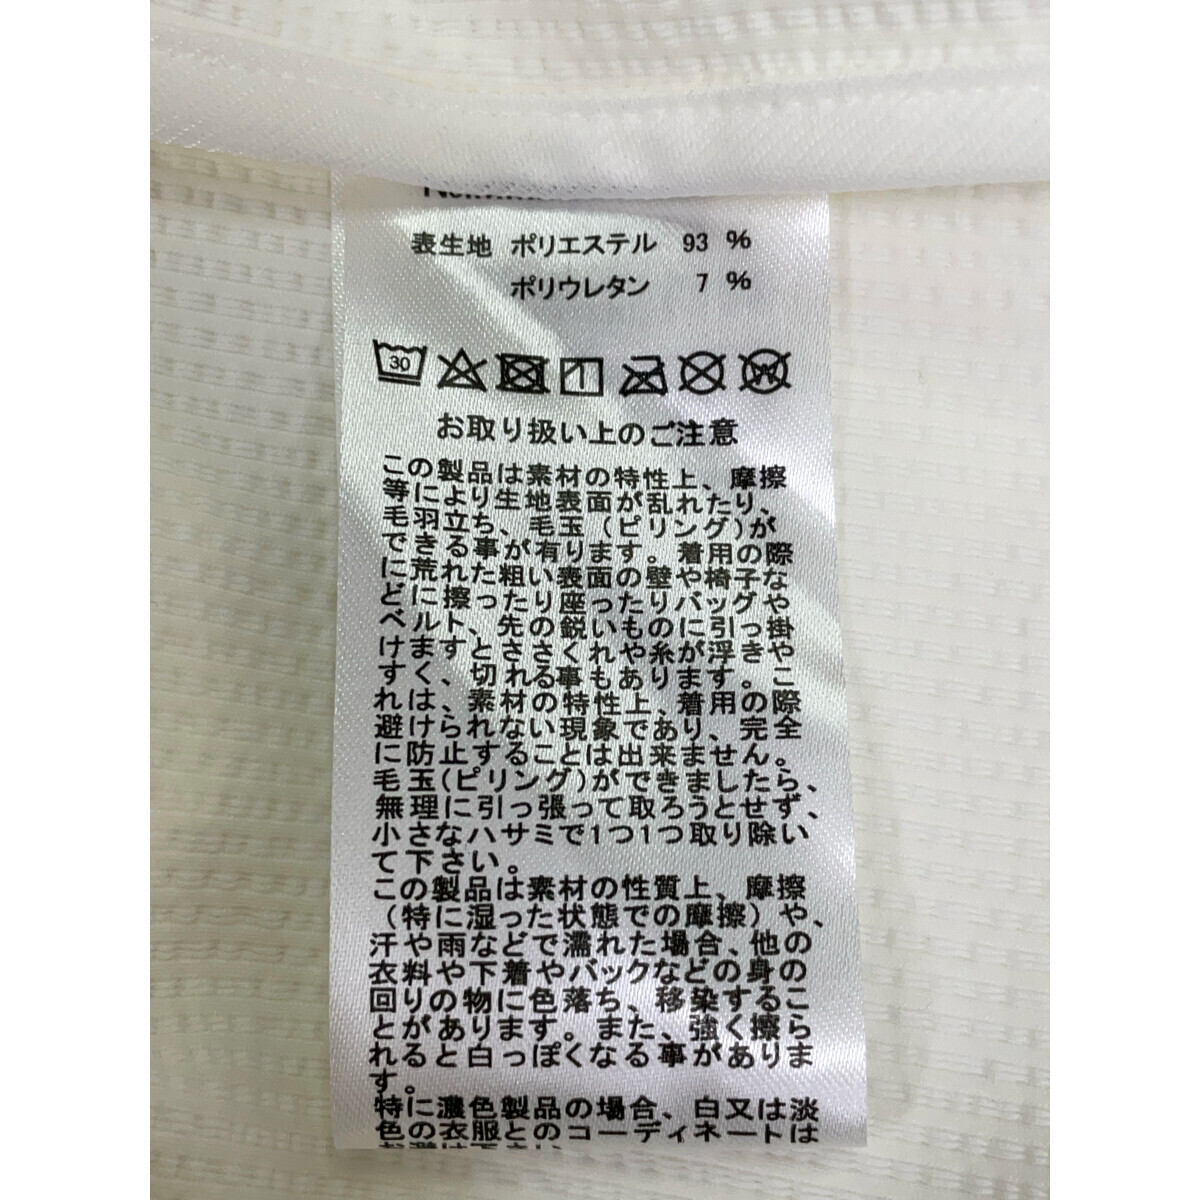 表生地 ポリエステル 93 %
ポリウレタン 7 %
30
お取り扱い上のご注意
この製品は素材の特性上、摩擦
等により生地表面が乱れたり、
毛羽立ち、毛玉(ピリング)が
できる事が有ります。着用の際
に荒れた粗い表面の壁や椅子な
どに擦ったり座ったりバッグや
ベルト、先の鋭いものに引っ掛
けますとささくれや糸が浮きや
すく、切れる事もあります。こ
れは、素材の特性上、着用の際
避けられない現象であり、完全
に防止することは出来ません。
毛玉(ピリング)ができましたら、
無理に引っ張って取ろうとせず、
小さなハサミで1つ1つ取り除い
て下さい。
この製品は素材の性質上、摩擦
(特に湿った状態での摩擦)や、
汗や雨などで濡れた場合、他の
衣料や下着やバックなどの身の
回りの物に色落ち、移染するこ
とがあります。また、強く擦ら
れると白っぽくなる事がありま
す。
特に濃色製品の場合、白又は淡
色の衣服とのコーディネートは